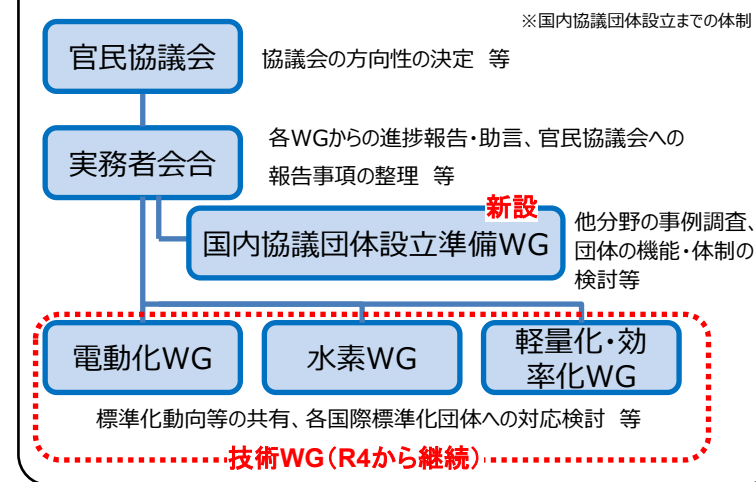 ※国内協議団体設立までの体制
官民協議会
協議会の方向性の決定 等
実務者会合
各WGからの進捗報告・助言、官民協議会への
報告事項の整理 等
新設
国内協議団体設立準備WG
他分野の事例調査、
団体の機能・体制の
検討等
電動化WG
水素WG
軽量化・効
率化WG
標準化動向等の共有、各国際標準化団体への対応検討 等
技術WG（R4から継続）